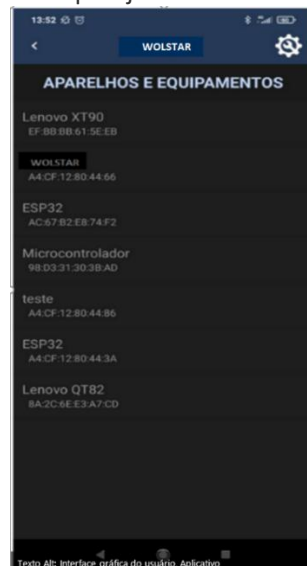 13:52
WOLSTAR
APARELHOS E EQUIPAMENTOS
Lenovo XT90
EF:B8:BB:61:5E:EB
WOLSTAR
A4:CF:12:80:44:66
ESP32
AC:67:B2:E8:74:F2
Microcontrolador
98:D3:31:30:3B:AD
teste
A4:CF:12:80:44:86
ESP32
A4:CF:12:80:44:3A
Lenovo QT82
8A:2C:6E:E3:A7:CD
Texto Alt: Interface gráfica do usuário, Aplicativo